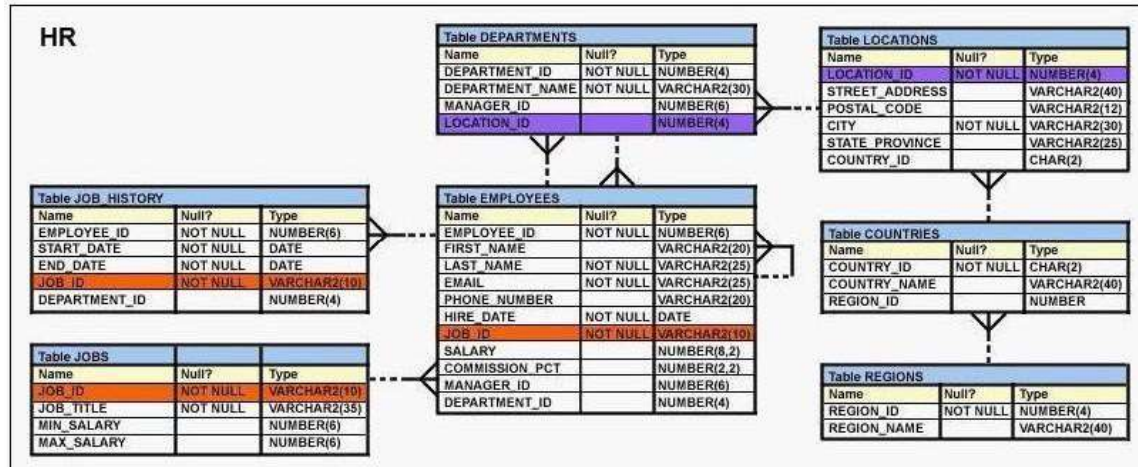 HR
Table DEPARTMENTS
Name Null? Type
DEPARTMENT_ID NOT NULL NUMBER(4)
DEPARTMENT_NAME NOT NULL VARCHAR2(30)
MANAGER_ID NUMBER(6)
LOCATION_ID NUMBER(4)
Table LOCATIONS
Name Null? Type
LOCATION_ID NOT NULL NUMBER(4)
STREET_ADDRESS VARCHAR2(40)
POSTAL_CODE VARCHAR2(12)
CITY NOT NULL VARCHAR2(30)
STATE_PROVINCE VARCHAR2(25)
COUNTRY_ID CHAR(2)
Table JOB_HISTORY
Name Null? Type
EMPLOYEE_ID NOT NULL NUMBER(6)
START_DATE NOT NULL DATE
END_DATE NOT NULL DATE
JOB_ID NOT NULL VARCHAR2(10)
DEPARTMENT_ID NUMBER(4)
Table EMPLOYEES
Name Null? Type
EMPLOYEE_ID NOT NULL NUMBER(6)
FIRST_NAME VARCHAR2(20)
LAST_NAME NOT NULL VARCHAR2(25)
EMAIL NOT NULL VARCHAR2(25)
PHONE_NUMBER VARCHAR2(20)
HIRE_DATE NOT NULL DATE
JOB_ID NOT NULL VARCHAR2(10)
SALARY NUMBER(8,2)
COMMISSION_PCT NUMBER(2,2)
MANAGER_ID NUMBER(6)
DEPARTMENT_ID NUMBER(4)
Table COUNTRIES
Name Null? Type
COUNTRY_ID NOT NULL CHAR(2)
COUNTRY_NAME VARCHAR2(40)
REGION_ID NUMBER
Table JOBS
Name Null? Type
JOB_ID NOT NULL VARCHAR2(10)
JOB_TITLE NOT NULL VARCHAR2(35)
MIN_SALARY NUMBER(6)
MAX_SALARY NUMBER(6)
Table REGIONS
Name Null? Type
REGION_ID NOT NULL NUMBER(4)
REGION_NAME VARCHAR2(40)